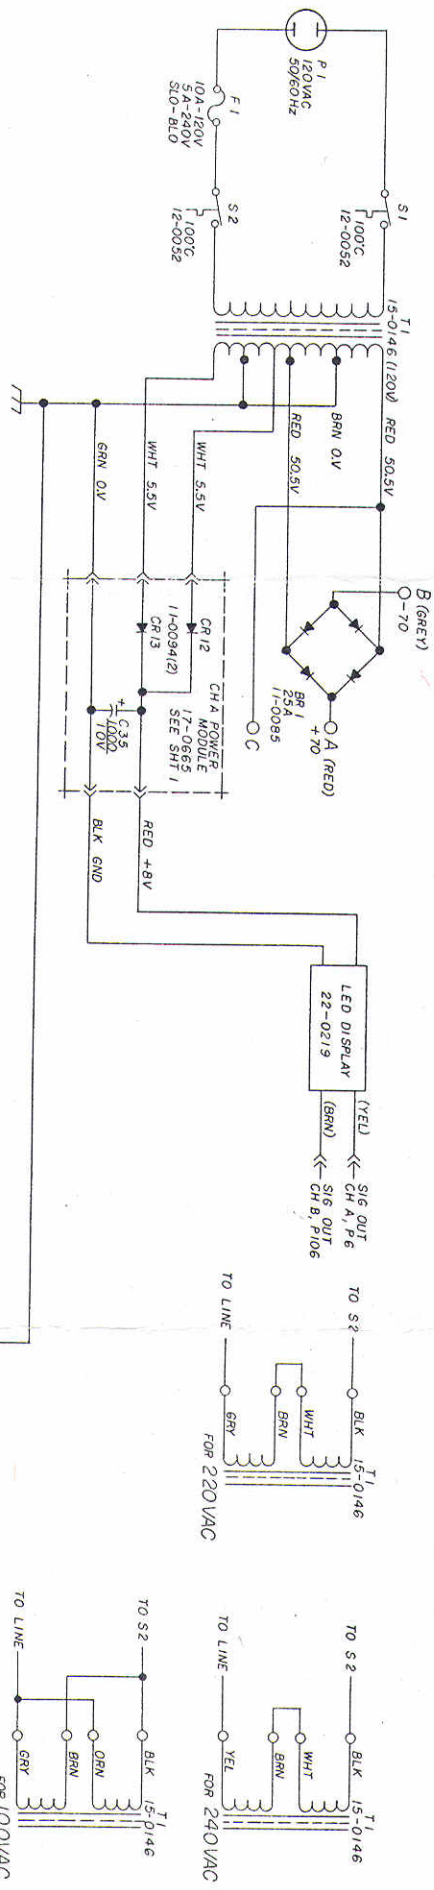 P1
120VAC
50/60Hz
F1
10A-120V
5A-240V
SLO-BLO
S1
100°C
12-0052
S2
100°C
12-0052
T1
15-0146 (120V)
RED 50.5V
BRN 0V
RED 50.5V
WHT 5.5V
WHT 5.5V
GRN 0V
B (GREY)
-70
A (RED)
+70
BR1
25A
11-0085
C
CR12
11-0094(2)
CR13
CH A POWER
MODULE
17-0665
SEE SHT 1
+ C35
1000
10V
RED +8V
BLK GND
LED DISPLAY
22-0219
(YEL)
SIG OUT
CH A, P6
(BRN)
SIG OUT
CH B, P106
TO S2
BLK
T1
15-0146
WHT
BRN
TO LINE
GRY
FOR 220VAC
TO S2
BLK
T1
15-0146
WHT
BRN
TO LINE
YEL
FOR 240VAC
TO S2
BLK
T1
15-0146
ORN
BRN
TO LINE
GRY
FOR 100VAC